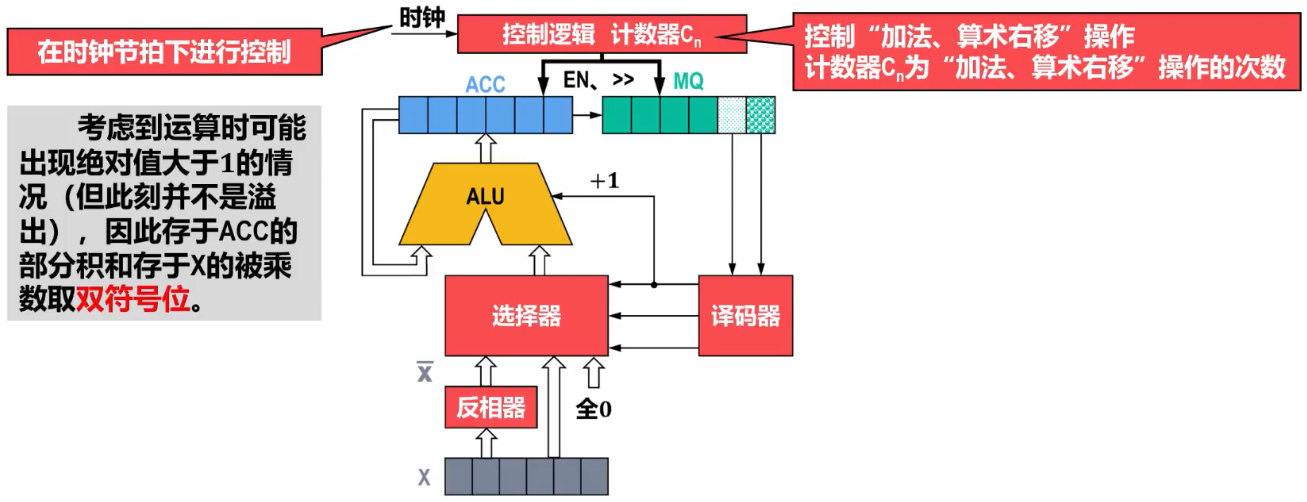 时钟
在时钟节拍下进行控制
控制逻辑 计数器Cn
控制“加法、算术右移”操作
计数器Cn为“加法、算术右移”操作的次数
ACC
EN、>>
MQ
考虑到运算时可能
出现绝对值大于1的情
况（但此刻并不是溢
出），因此存于ACC的
部分积和存于X的被乘
数取双符号位。
ALU
+1
选择器
译码器
X̅
反相器
全0
X